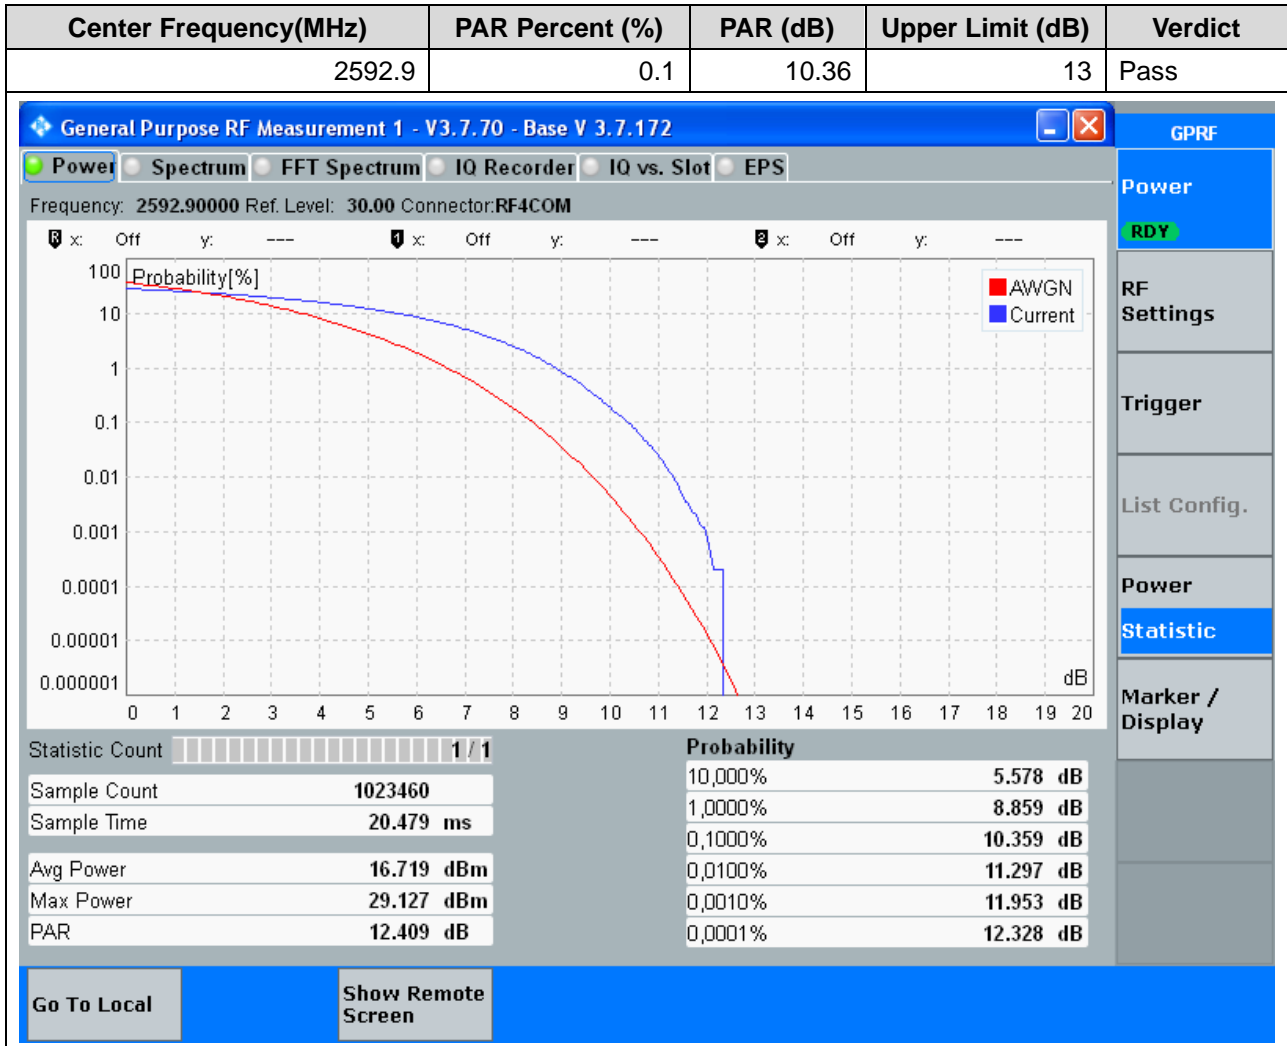 Center Frequency(MHz) PAR Percent (%) PAR (dB) Upper Limit (dB) Verdict
2592.9 0.1 10.36 13 Pass
General Purpose RF Measurement 1 - V3.7.70 - Base V 3.7.172
GPRF
Power Spectrum FFT Spectrum IQ Recorder IQ vs. Slot EPS
Frequency: 2592.90000 Ref. Level: 30.00 Connector:RF4COM
R x: Off y: --- 1 x: Off y: --- 2 x: Off y: ---
Probability[%]
AWGN
Current
100
10
1
0.1
0.01
0.001
0.0001
0.00001
0.000001
dB
0 1 2 3 4 5 6 7 8 9 10 11 12 13 14 15 16 17 18 19 20
Power
RDY
RF
Settings
Trigger
List Config.
Power
Statistic
Marker /
Display
Statistic Count 1 / 1
Sample Count 1023460
Sample Time 20.479 ms
Avg Power 16.719 dBm
Max Power 29.127 dBm
PAR 12.409 dB
Probability
10,000% 5.578 dB
1,0000% 8.859 dB
0,1000% 10.359 dB
0,0100% 11.297 dB
0,0010% 11.953 dB
0,0001% 12.328 dB
Go To Local
Show Remote
Screen